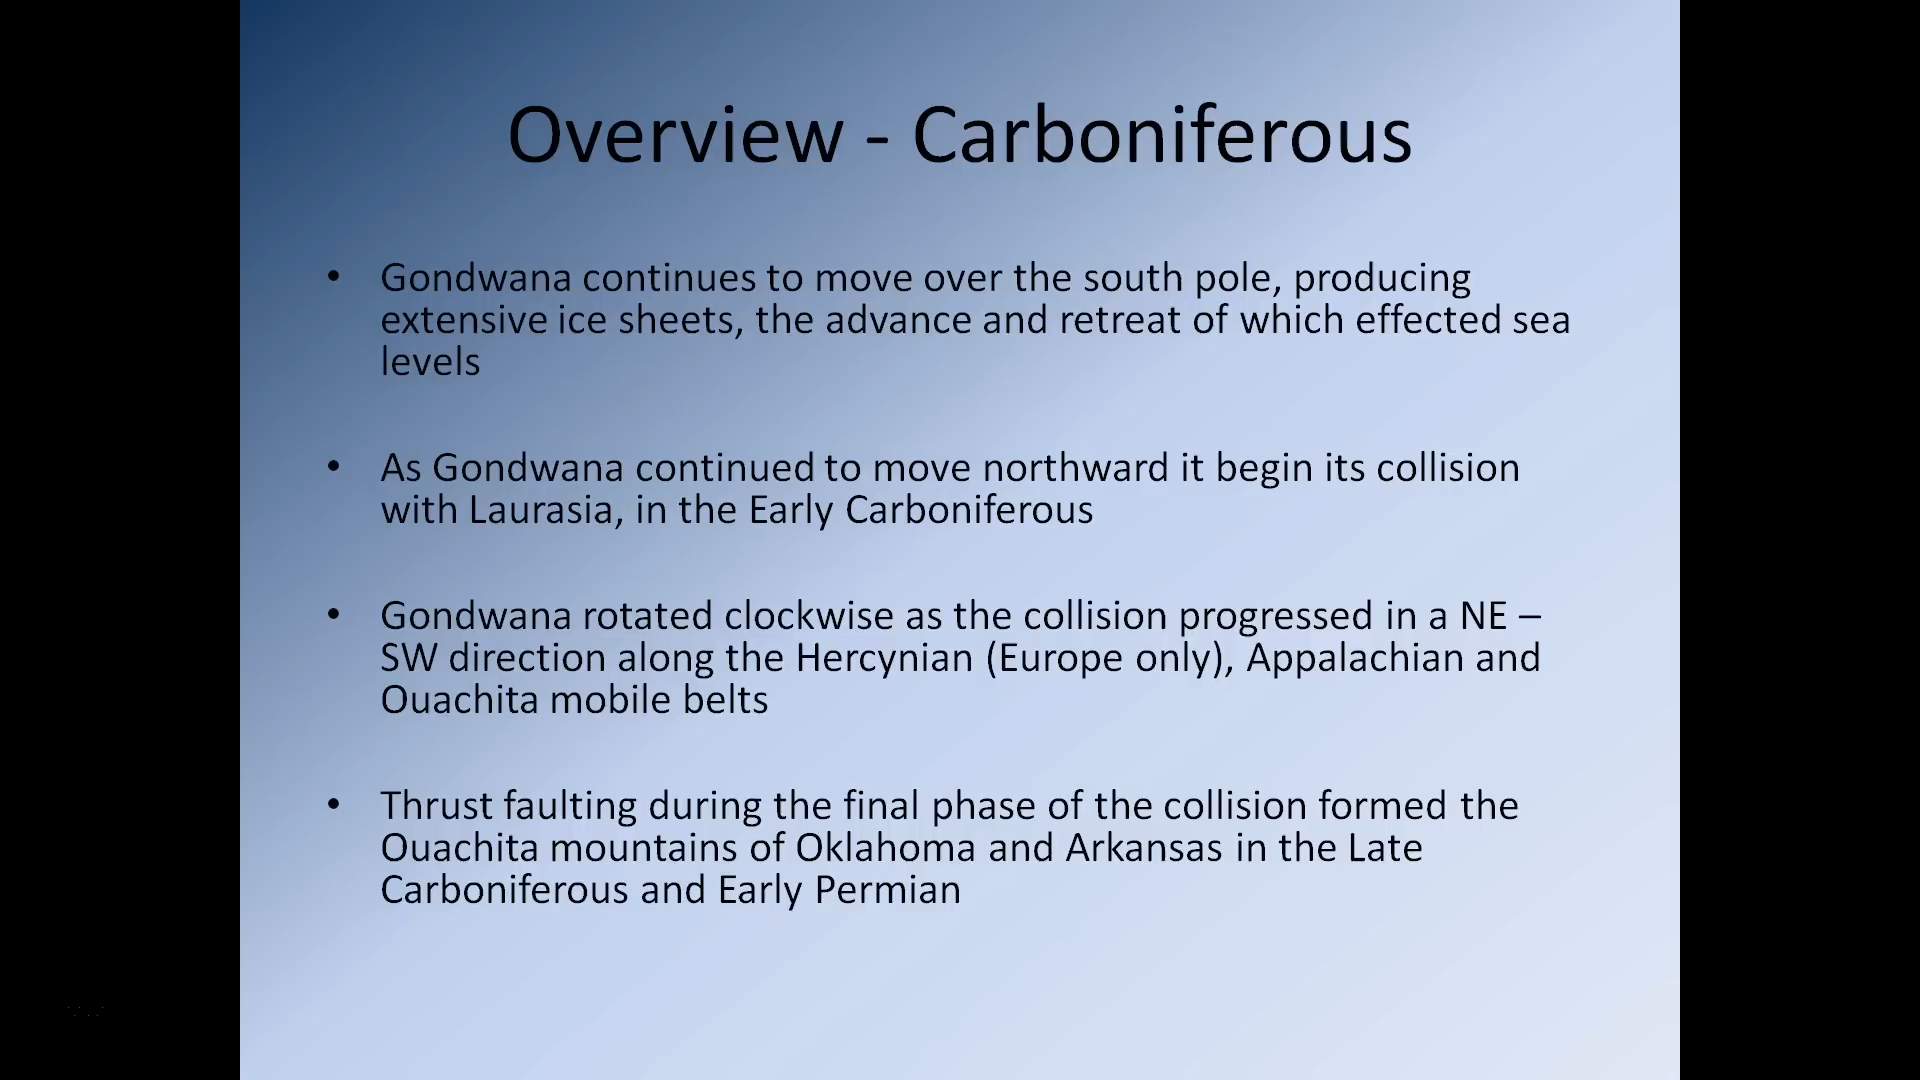 Overview - Carboniferous
• Gondwana continues to move over the south pole, producing
extensive ice sheets, the advance and retreat of which effected sea
levels
• As Gondwana continued to move northward it begin its collision
with Laurasia, in the Early Carboniferous
• Gondwana rotated clockwise as the collision progressed in a NE –
SW direction along the Hercynian (Europe only), Appalachian and
Ouachita mobile belts
• Thrust faulting during the final phase of the collision formed the
Ouachita mountains of Oklahoma and Arkansas in the Late
Carboniferous and Early Permian